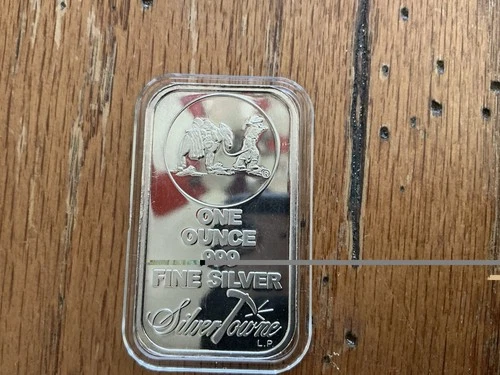 ONE
OUNCE
999
FINE SILVER
SilverTowne
L.P.